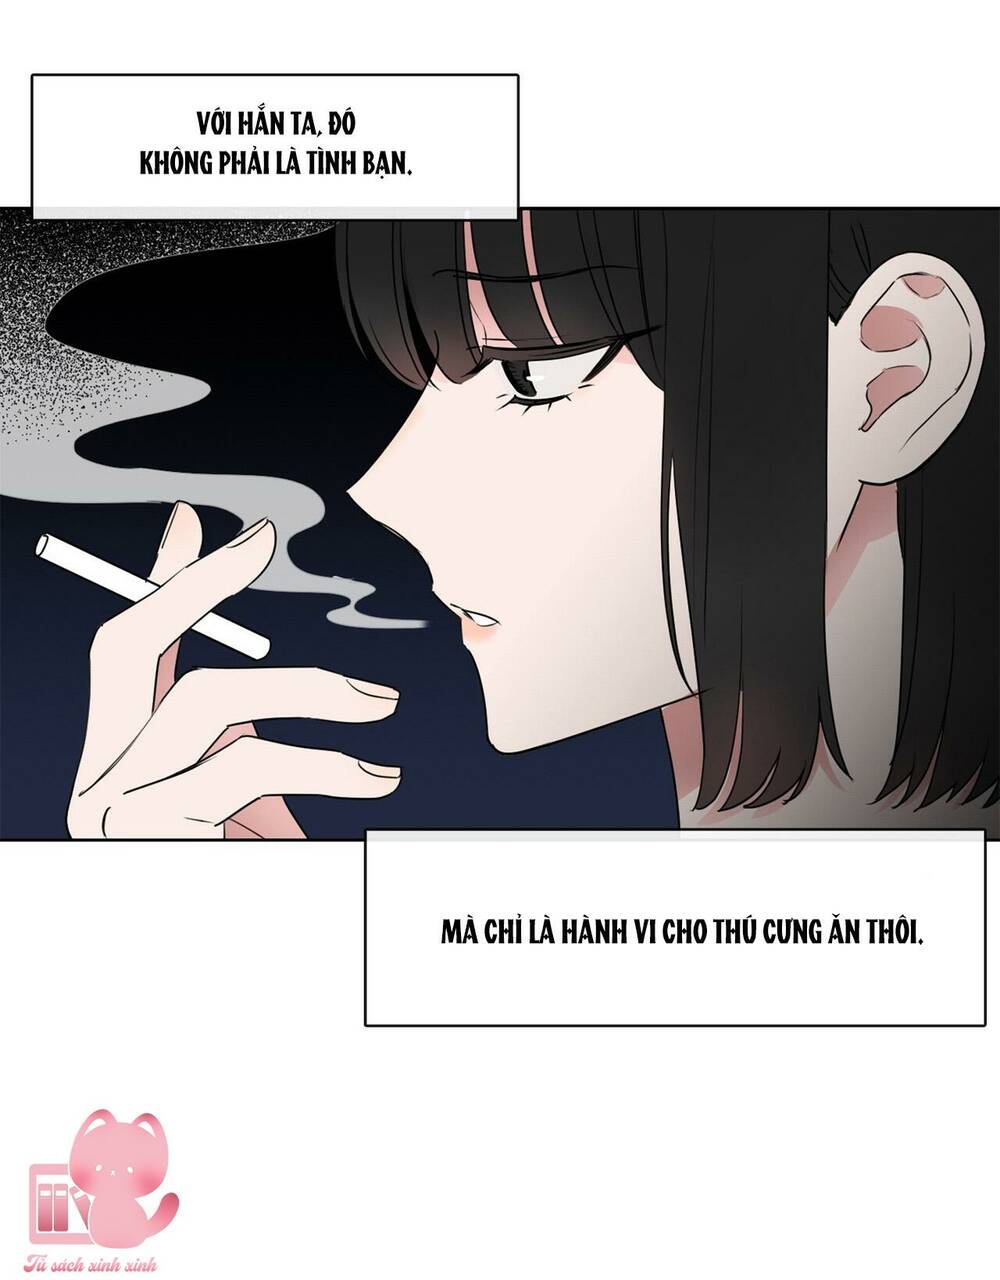 VỚI HẮN TA, ĐÓ
KHÔNG PHẢI LÀ TÌNH BẠN.
MÀ CHỈ LÀ HÀNH VI CHO THÚ CƯNG ĂN THÔI.
Tủ sách xinh xinh